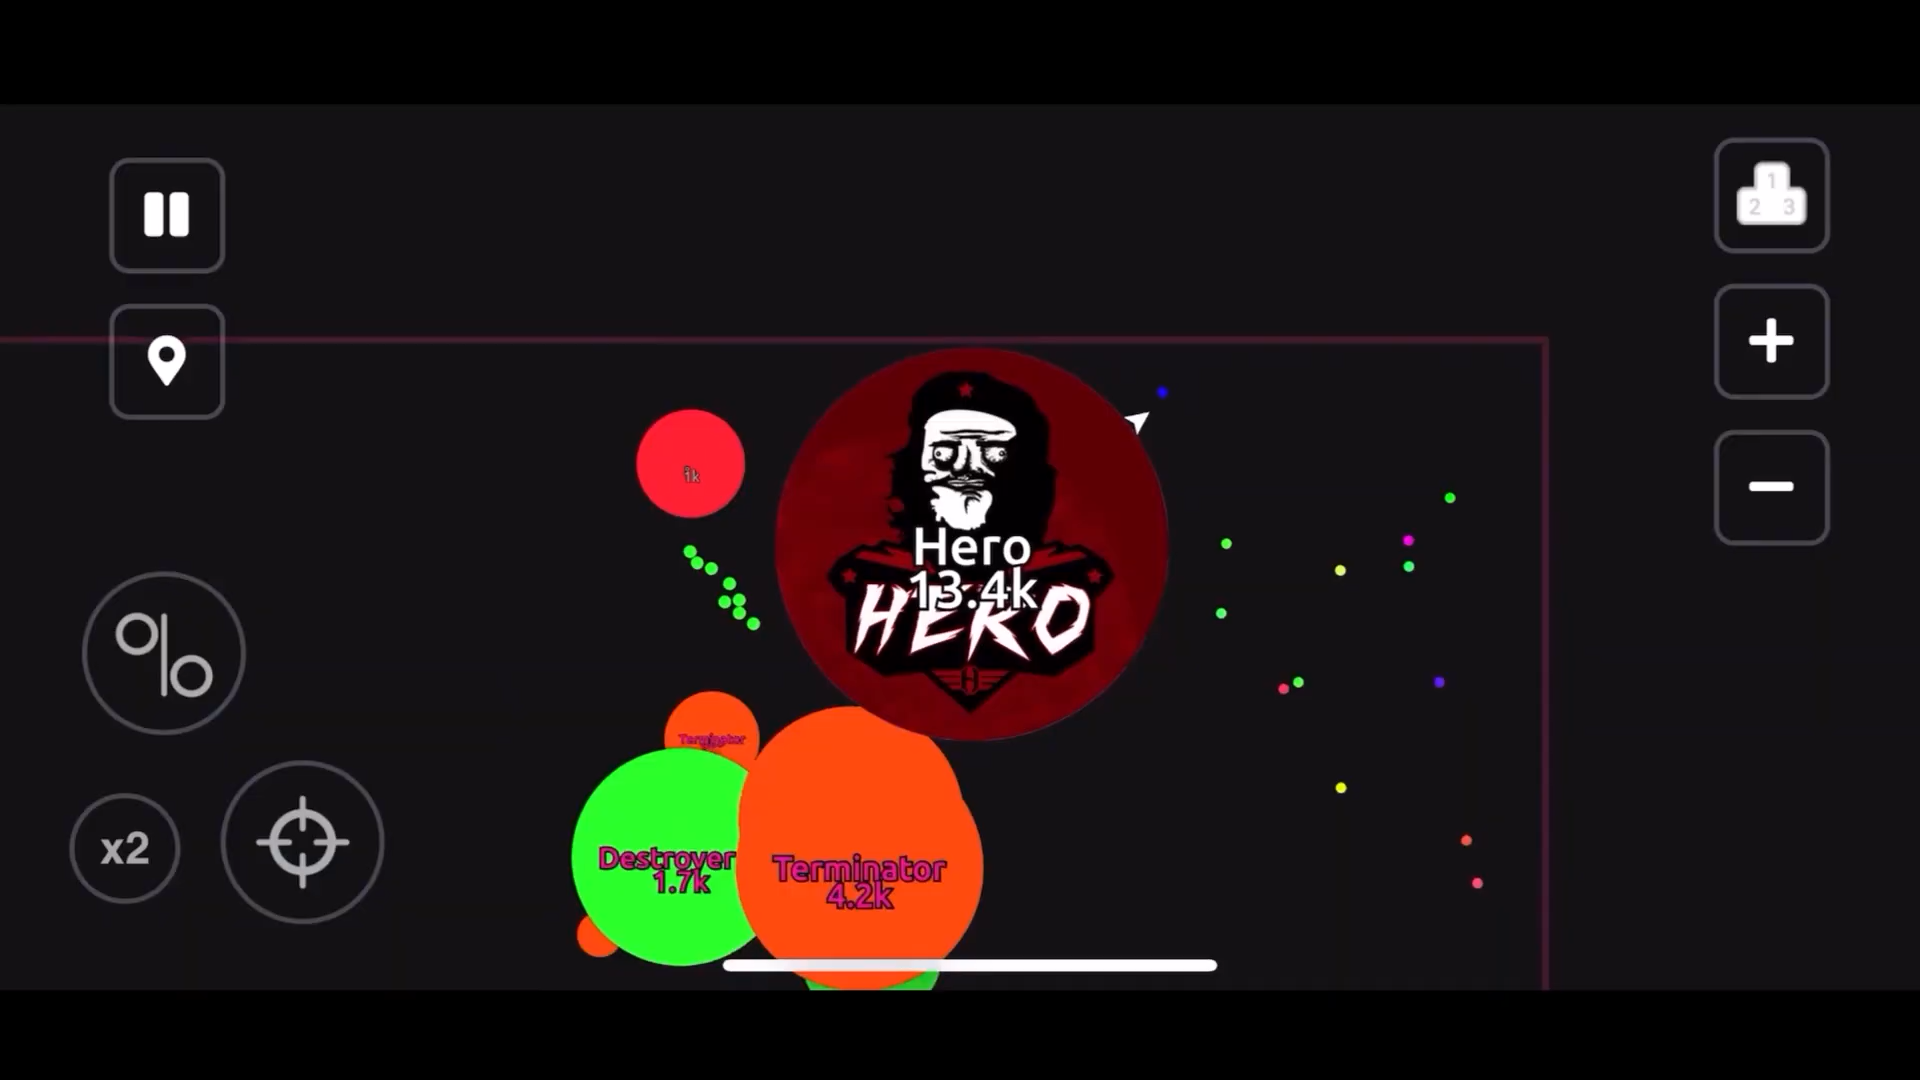 1
2 3
1k
Hero
13.4k
HERO
Terminator
Destroyer
1.7k
Terminator
4.2k
x2